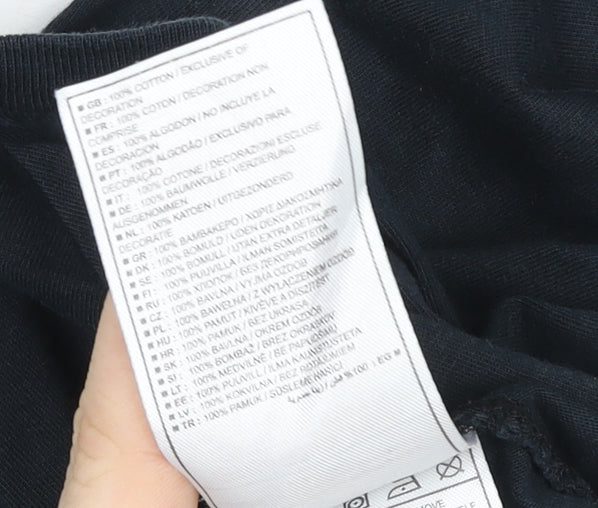 ■ GB : 100% COTTON / EXCLUSIVE OF
DECORATION
■ FR : 100% COTON / DECORATION NON
COMPRISE
■ ES : 100% ALGODON / NO INCLUYE LA
DECORACION
■ PT : 100% ALGODÃO / EXCLUSIVO PARA
DECORAÇÃO
■ IT : 100% COTONE / DECORAZIONI ESCLUSE
■ DE : 100% BAUMWOLLE / VERZIERUNG
AUSGENOMMEN
■ NL : 100% KATOEN / UITGEZONDERD
DECORATIE
■ GR : 100% ΒΑΜΒΑΚΕΡΟ / ΧΩΡΙΣ ΔΙΑΚΟΣΜΗΤΙΚΑ
■ DK : 100% BOMULD / UDEN DEKORATION
■ SE : 100% BOMULL / UTAN EXTRA DETALJER
■ FI : 100% PUUVILLA / ILMAN SOMISTEITA
■ RU : 100% ХЛОПОК / БЕЗ ДЕКОРИРОВАНИЯ
■ CZ : 100% BAVLNA / VYJMA OZDOB
■ PL : 100% BAWEŁNA / Z WYŁĄCZENIEM OZDÓB
■ HU : 100% PAMUT / KIVÉVE A DÍSZÍTÉST
■ HR : 100% PAMUK / BEZ UKRASA
■ SK : 100% BAVLNA / OKREM OZDÔB
■ SI : 100% BOMBAŽ / BREZ OKRASKOV
■ LT : 100% MEDVILNĖ / BE PAPUOŠIMŲ
■ EE : 100% PUUVILL / ILMA KAUNISTUSTETA
■ LV : 100% KOKVILNA / BEZ ROTĀJUMIEM
■ TR : 100% PAMUK / SÜSLEME HARİÇ
100% : EG ■